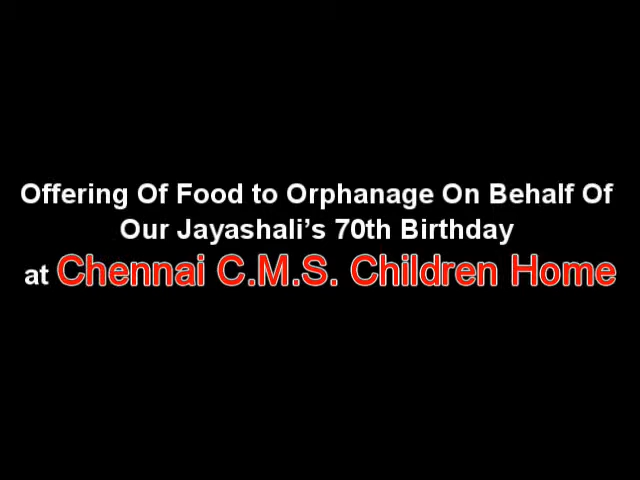 Offering Of Food to Orphanage On Behalf Of
Our Jayashali's 70th Birthday
at Chennai C.M.S. Children Home